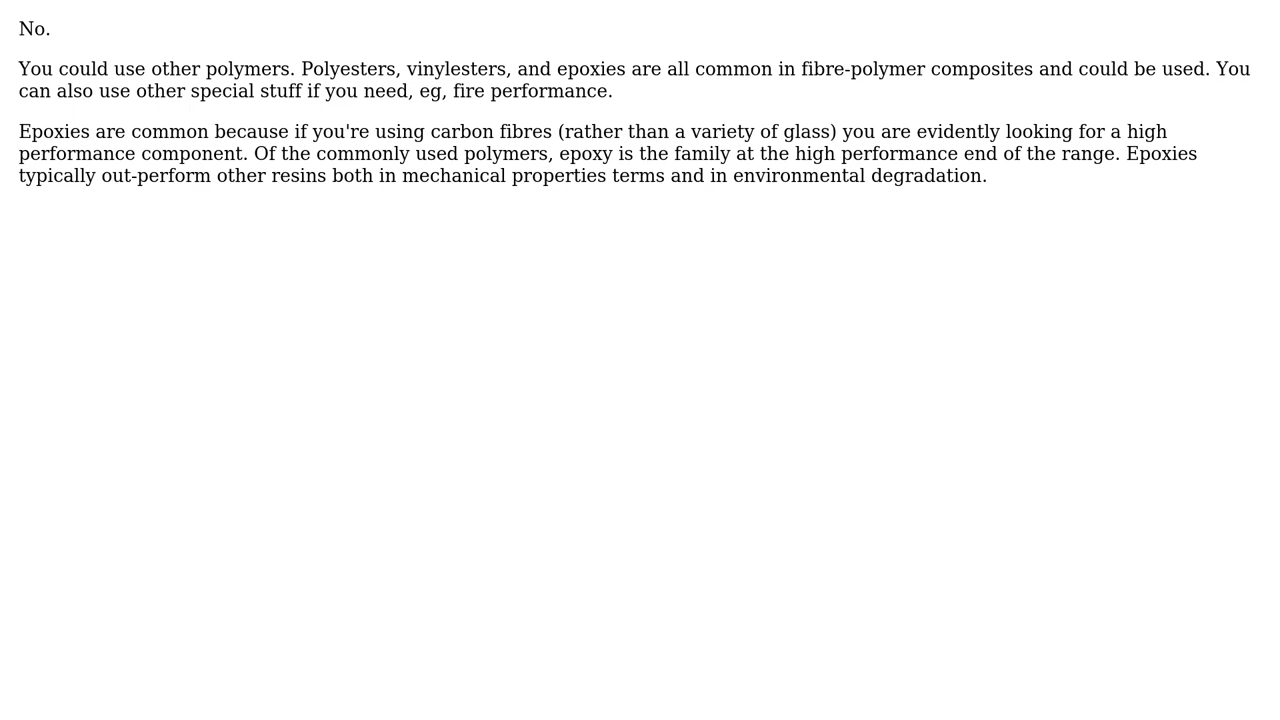 No.
You could use other polymers. Polyesters, vinylesters, and epoxies are all common in fibre-polymer composites and could be used. You
can also use other special stuff if you need, eg, fire performance.
Epoxies are common because if you're using carbon fibres (rather than a variety of glass) you are evidently looking for a high
performance component. Of the commonly used polymers, epoxy is the family at the high performance end of the range. Epoxies
typically out-perform other resins both in mechanical properties terms and in environmental degradation.